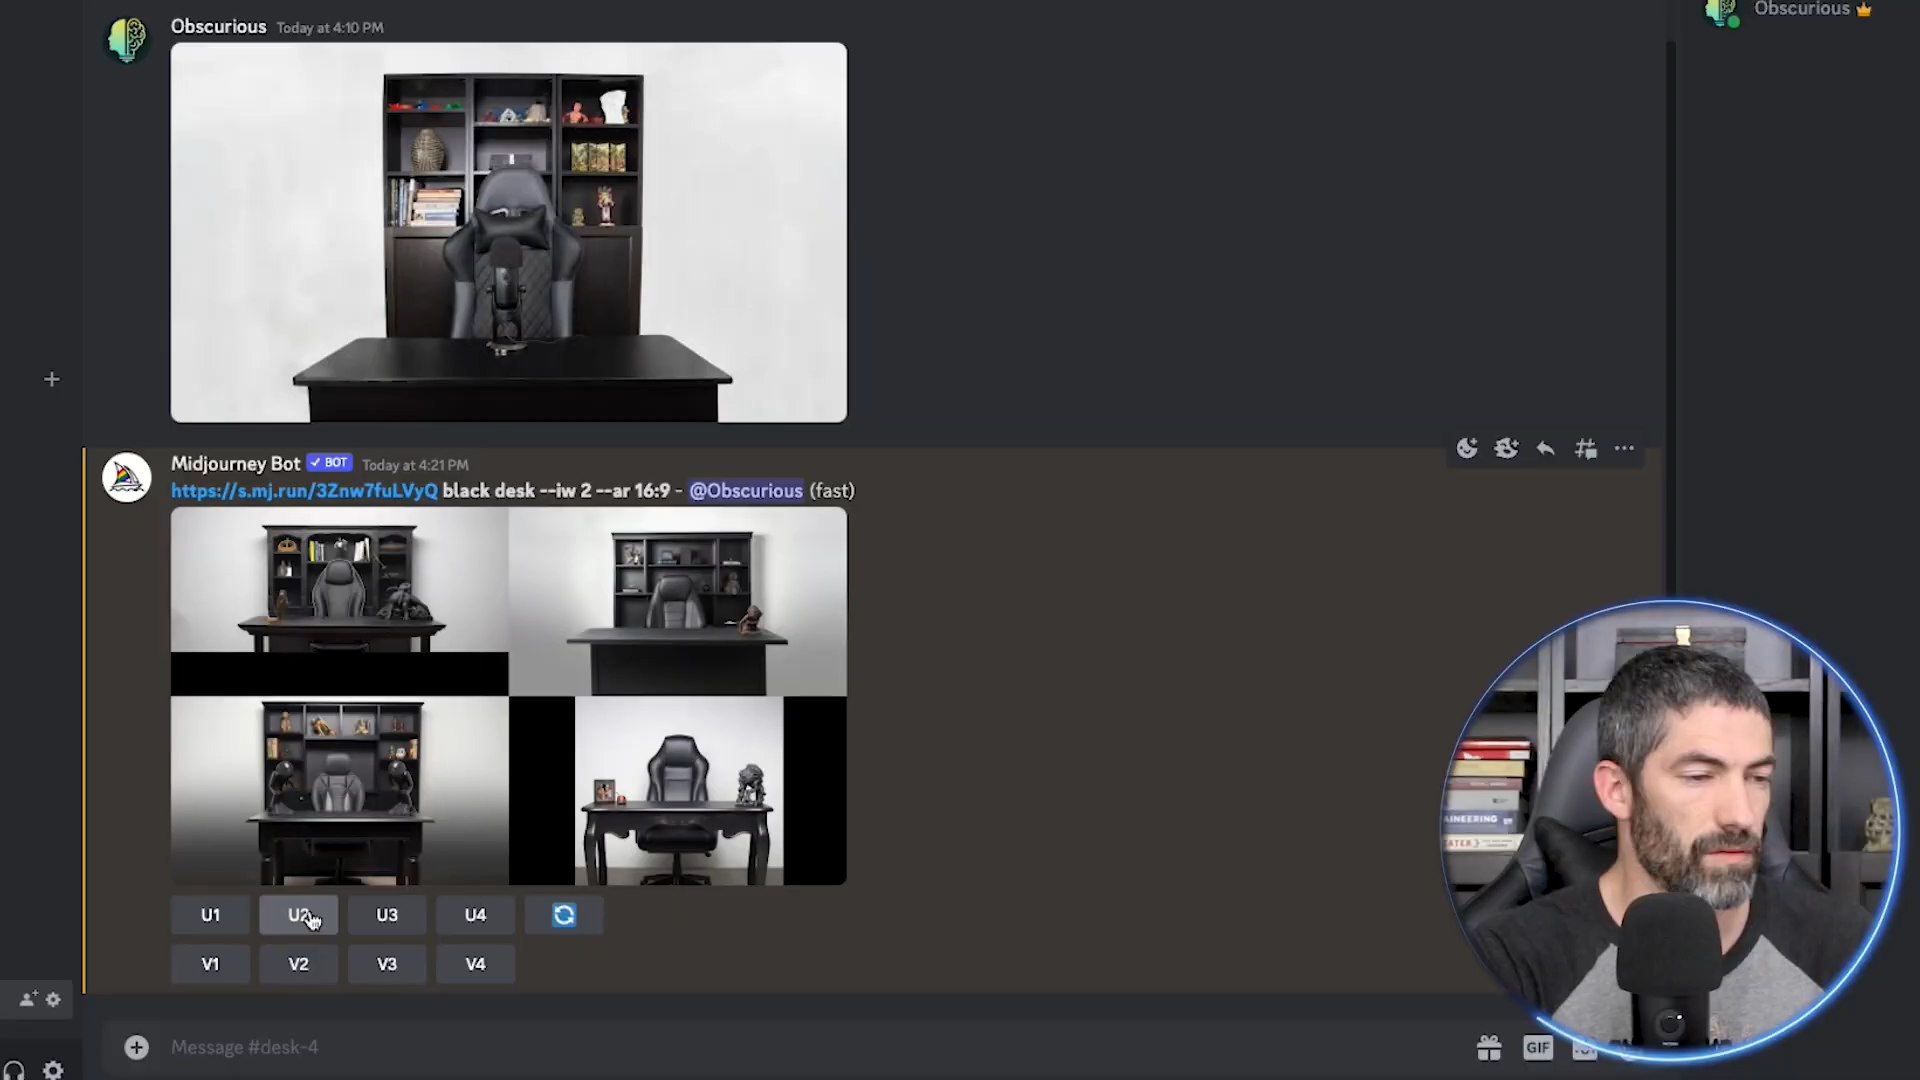 Obscurious Today at 4:10 PM
Obscurious
Midjourney Bot ✓ BOT Today at 4:21 PM
https://s.mj.run/3Znw7fuLVyQ black desk --iw 2 --ar 16:9 - @Obscurious (fast)
U1 U2 U3 U4
V1 V2 V3 V4
Message #desk-4
GIF